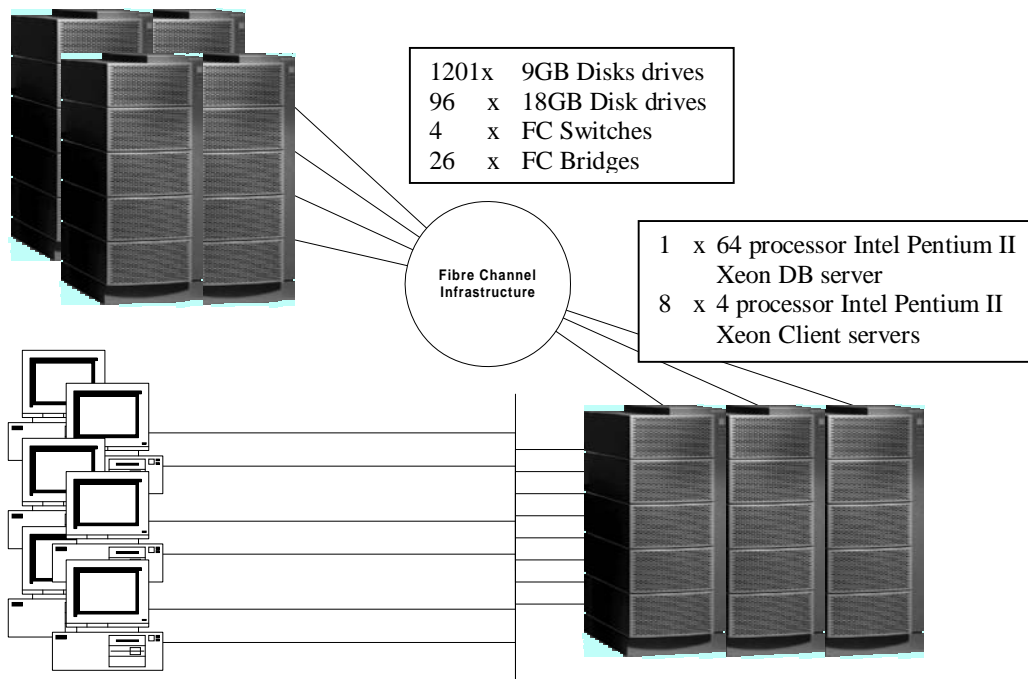 1201x 9GB Disks drives
96 x 18GB Disk drives
4 x FC Switches
26 x FC Bridges
1 x 64 processor Intel Pentium II
Xeon DB server
8 x 4 processor Intel Pentium II
Xeon Client servers
Fibre Channel
Infrastructure